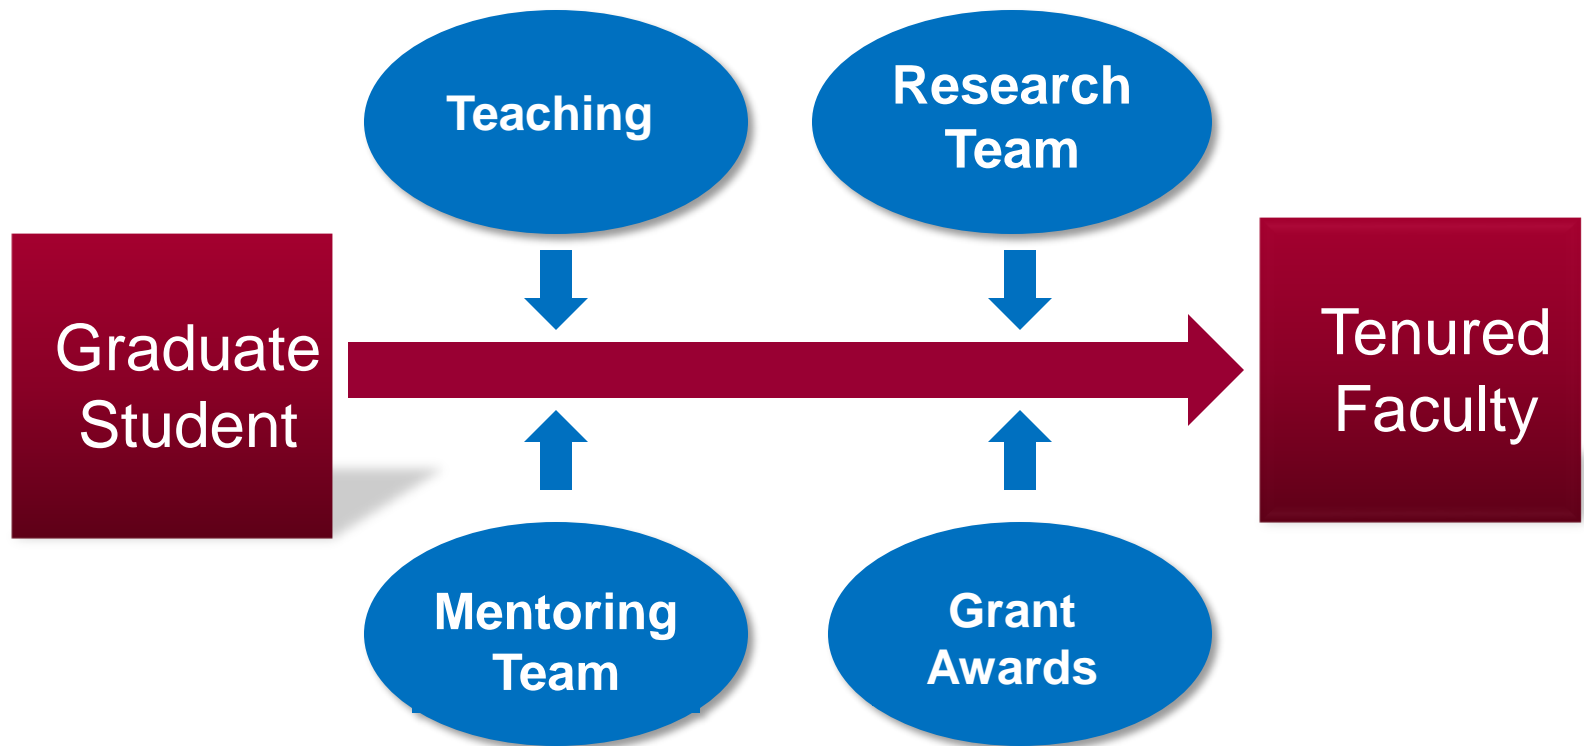 Teaching
Research
Team
Graduate
Student
Tenured
Faculty
Mentoring
Team
Grant
Awards